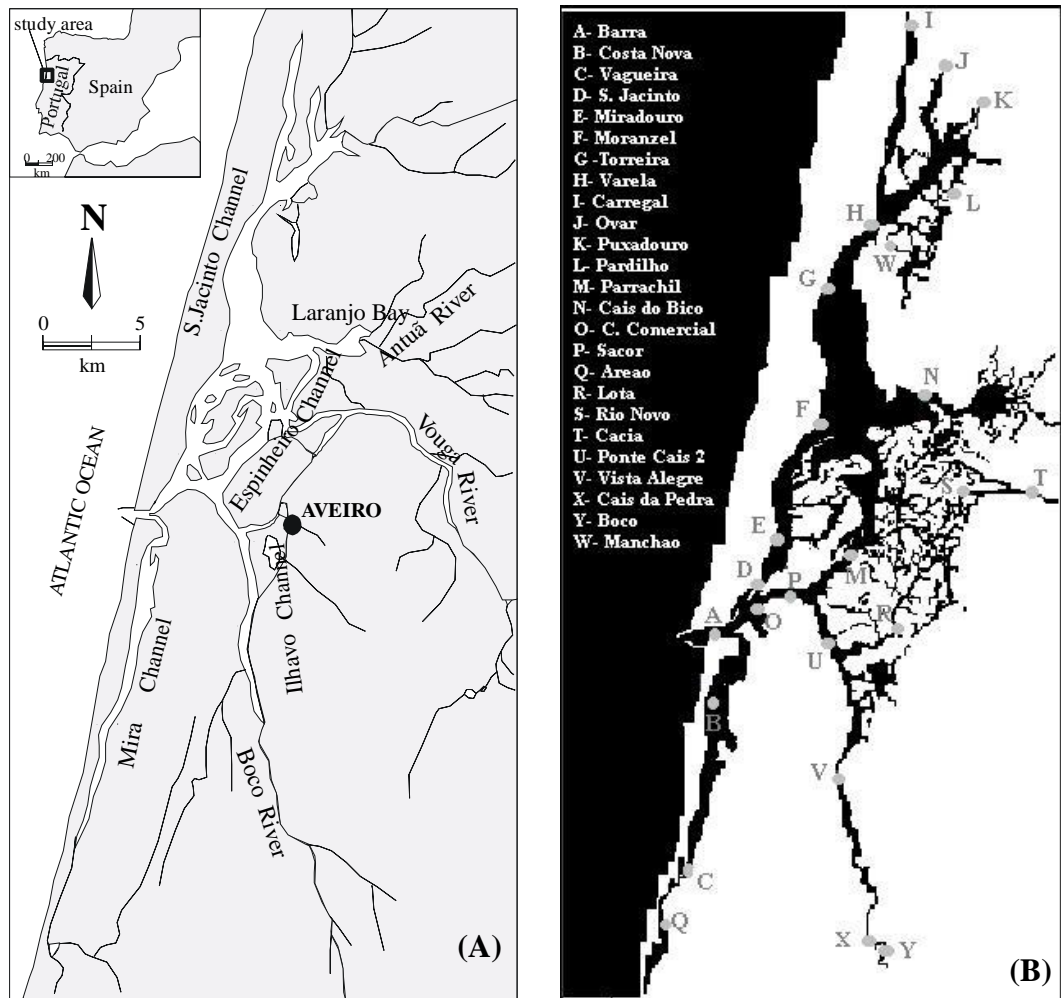 study area
Portugal
Spain
0 200
km
N
0 5
km
S.Jacinto Channel
Laranjo Bay
Antuã River
Espinheiro Channel
Vouga River
ATLANTIC OCEAN
AVEIRO
Ilhavo Channel
Mira Channel
Boco River
(A)
A- Barra
B- Costa Nova
C- Vagueira
D- S. Jacinto
E- Miradouro
F- Moranzel
G -Torreira
H- Varela
I- Carregal
J- Ovar
K- Puxadouro
L- Pardilho
M- Parrachil
N- Cais do Bico
O- C. Comercial
P- Sacor
Q- Areao
R- Lota
S- Rio Novo
T- Cacia
U- Ponte Cais 2
V- Vista Alegre
X- Cais da Pedra
Y- Boco
W- Manchao
I
J
K
L
H
W
G
N
F
S
T
E
M
D
P
O
R
A
U
B
V
C
Q
X
Y
(B)